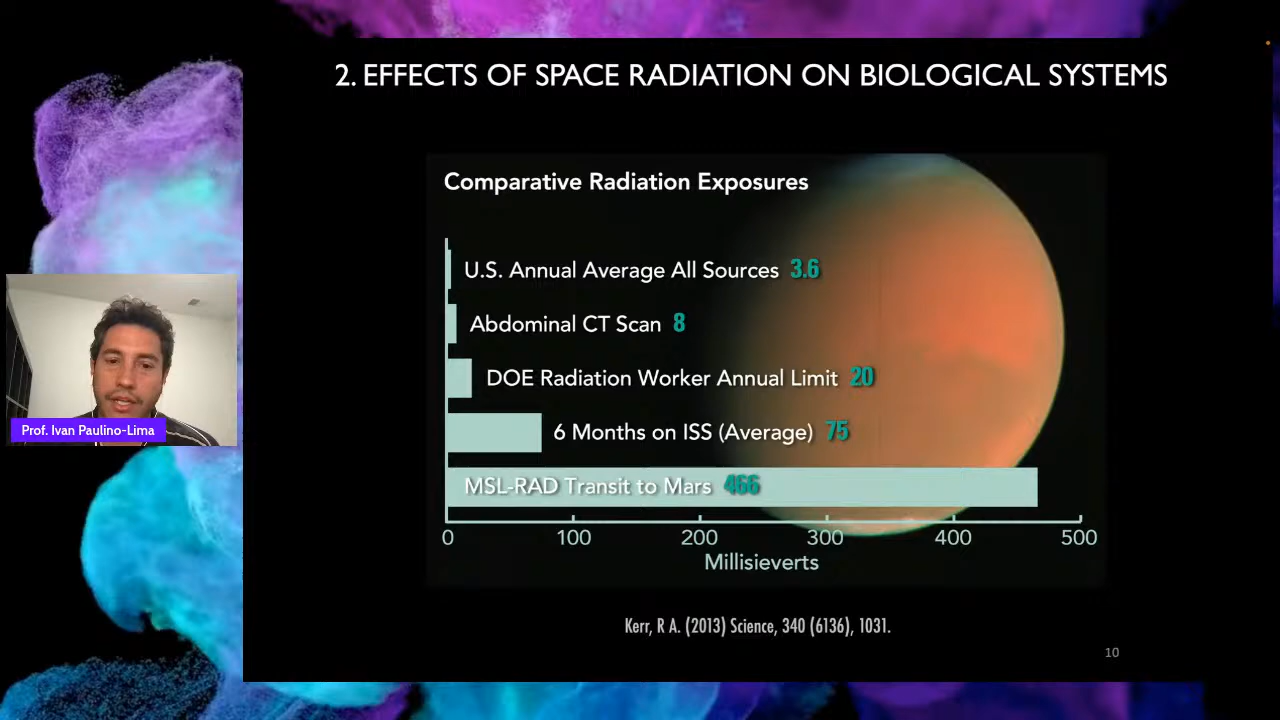 2. EFFECTS OF SPACE RADIATION ON BIOLOGICAL SYSTEMS
Comparative Radiation Exposures
U.S. Annual Average All Sources 3.6
Abdominal CT Scan 8
DOE Radiation Worker Annual Limit 20
6 Months on ISS (Average) 75
MSL-RAD Transit to Mars 466
0 100 200 300 400 500
Millisieverts
Kerr, R A. (2013) Science, 340 (6136), 1031.
10
Prof. Ivan Paulino-Lima